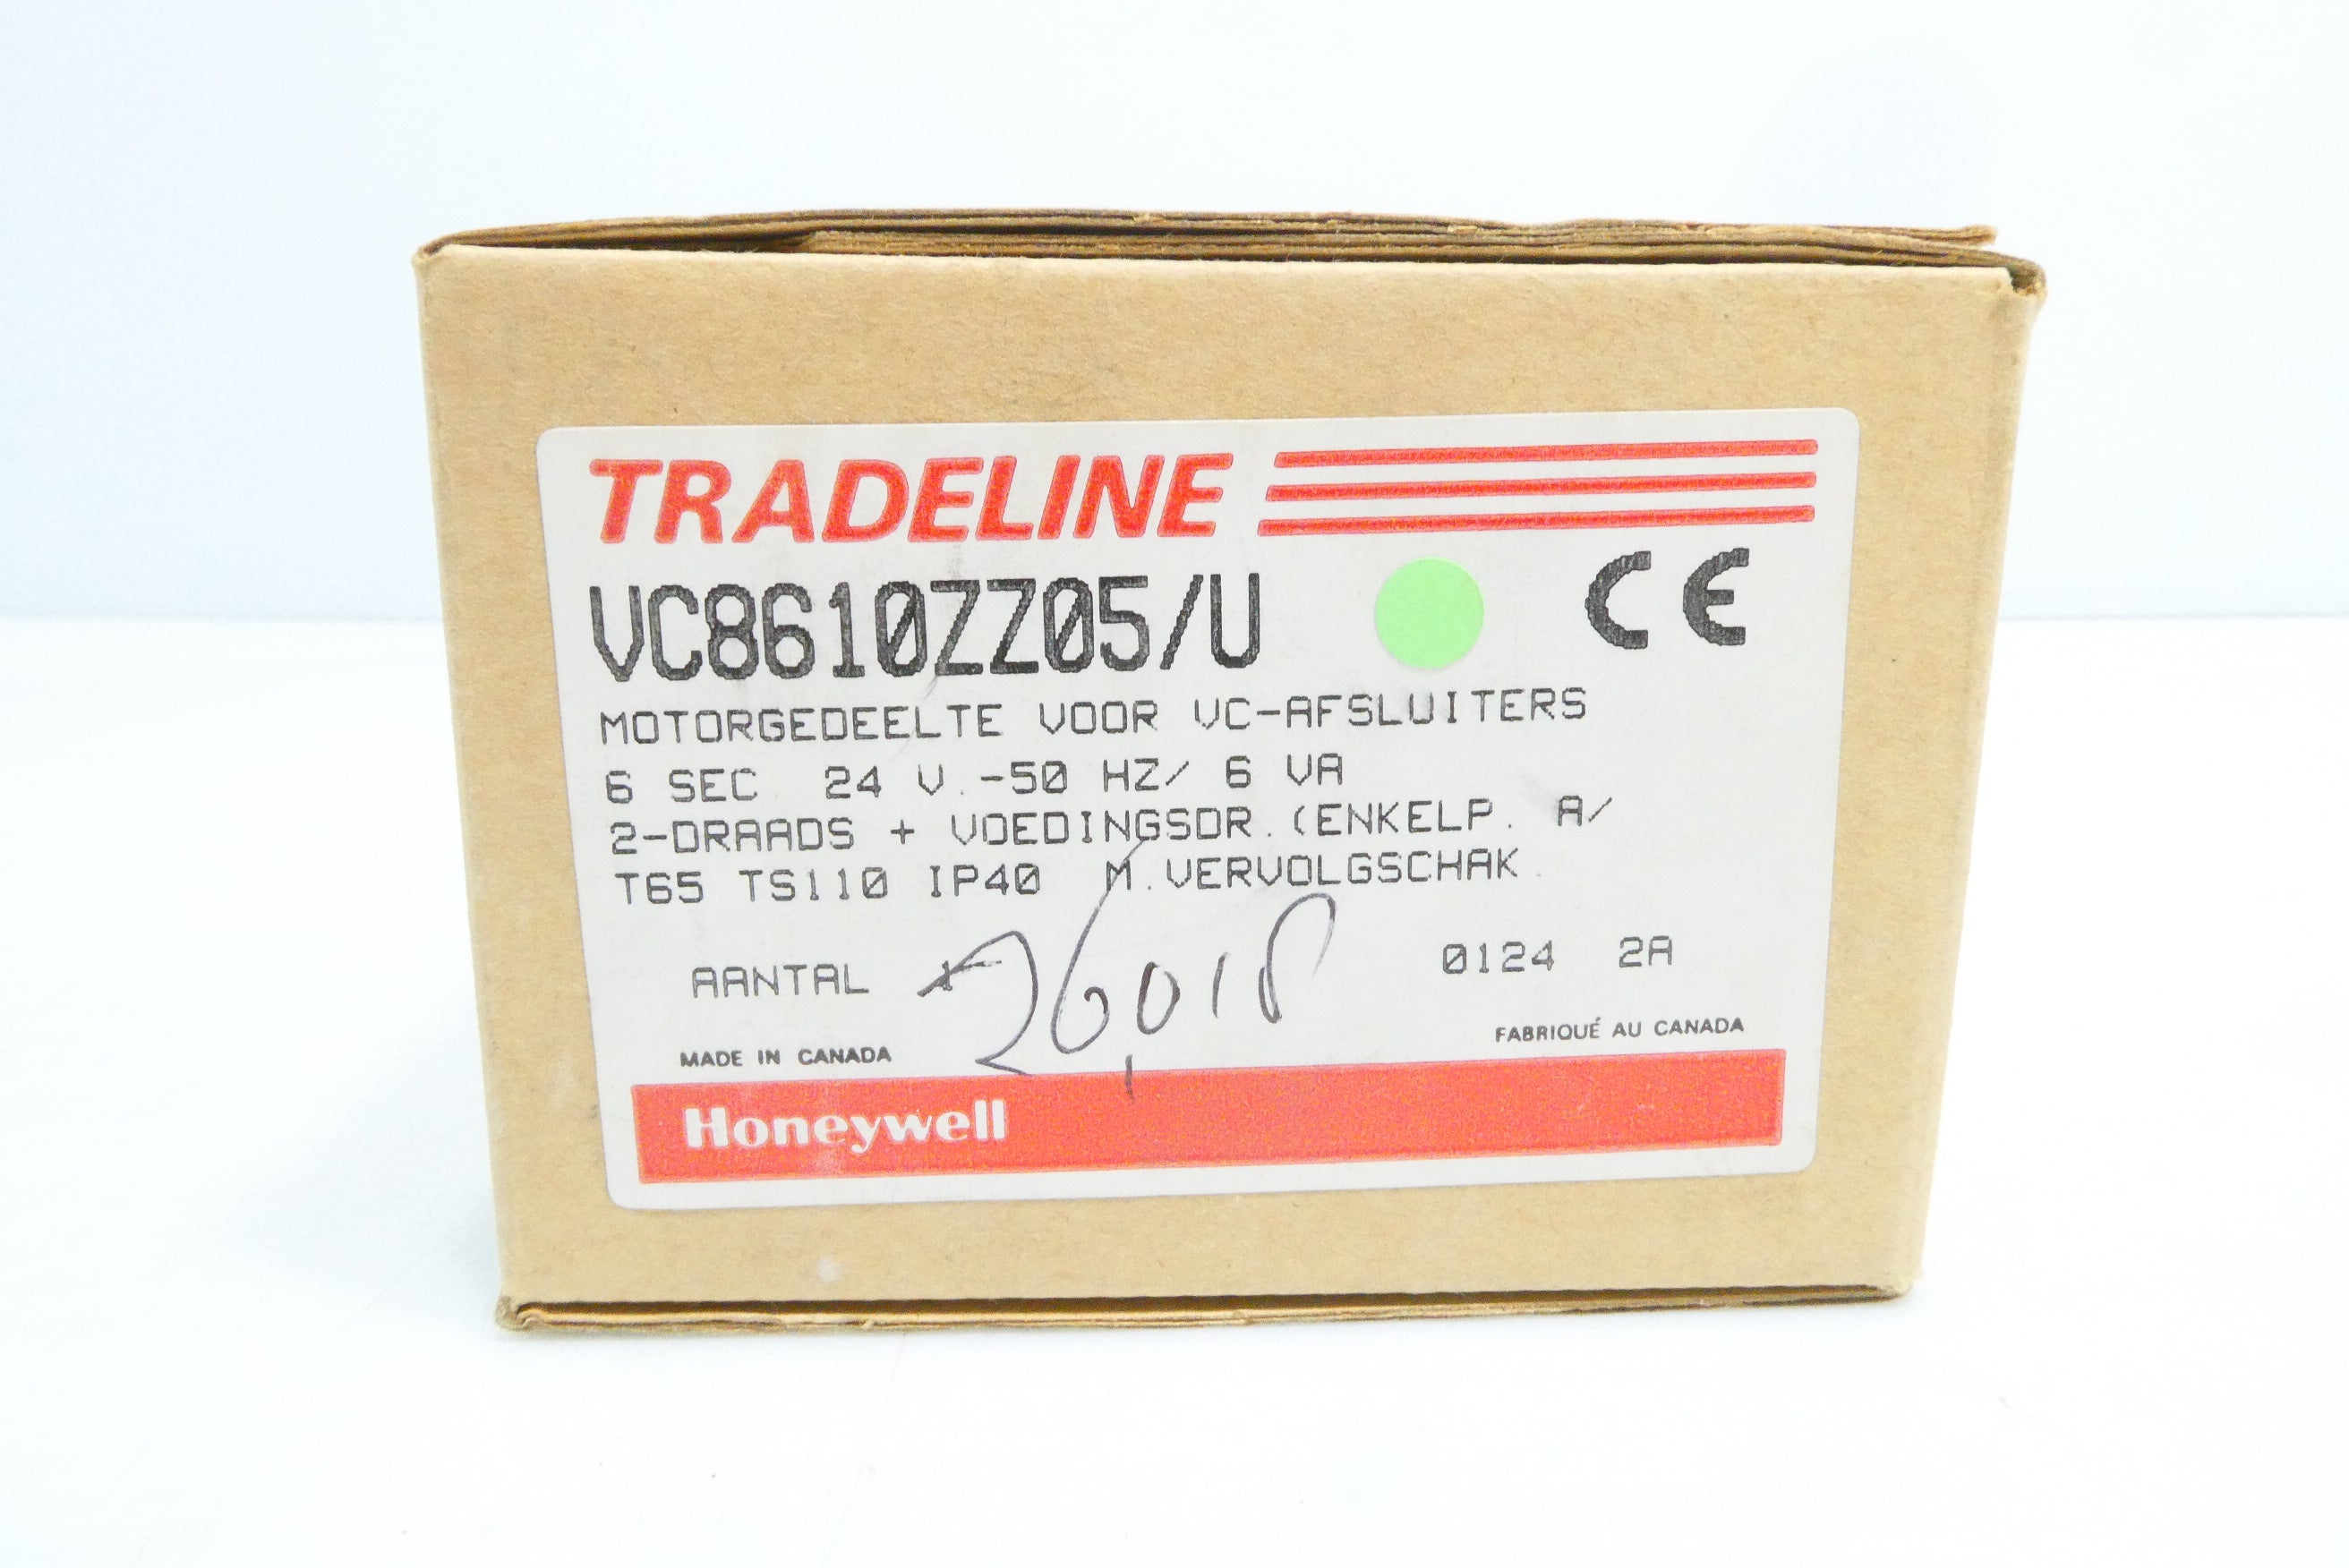 TRADELINE
VC8610ZZ05/U CE
MOTORGEDEELTE VOOR VC-AFSLUITERS
6 SEC. 24 V.-50 HZ/ 6 VA
2-DRAADS + VOEDINGSDR.(ENKELP. A/
T65 TS110 IP40 M.VERVOLGSCHAK.
AANTAL 0124 2A
MADE IN CANADA FABRIQUÉ AU CANADA
Honeywell